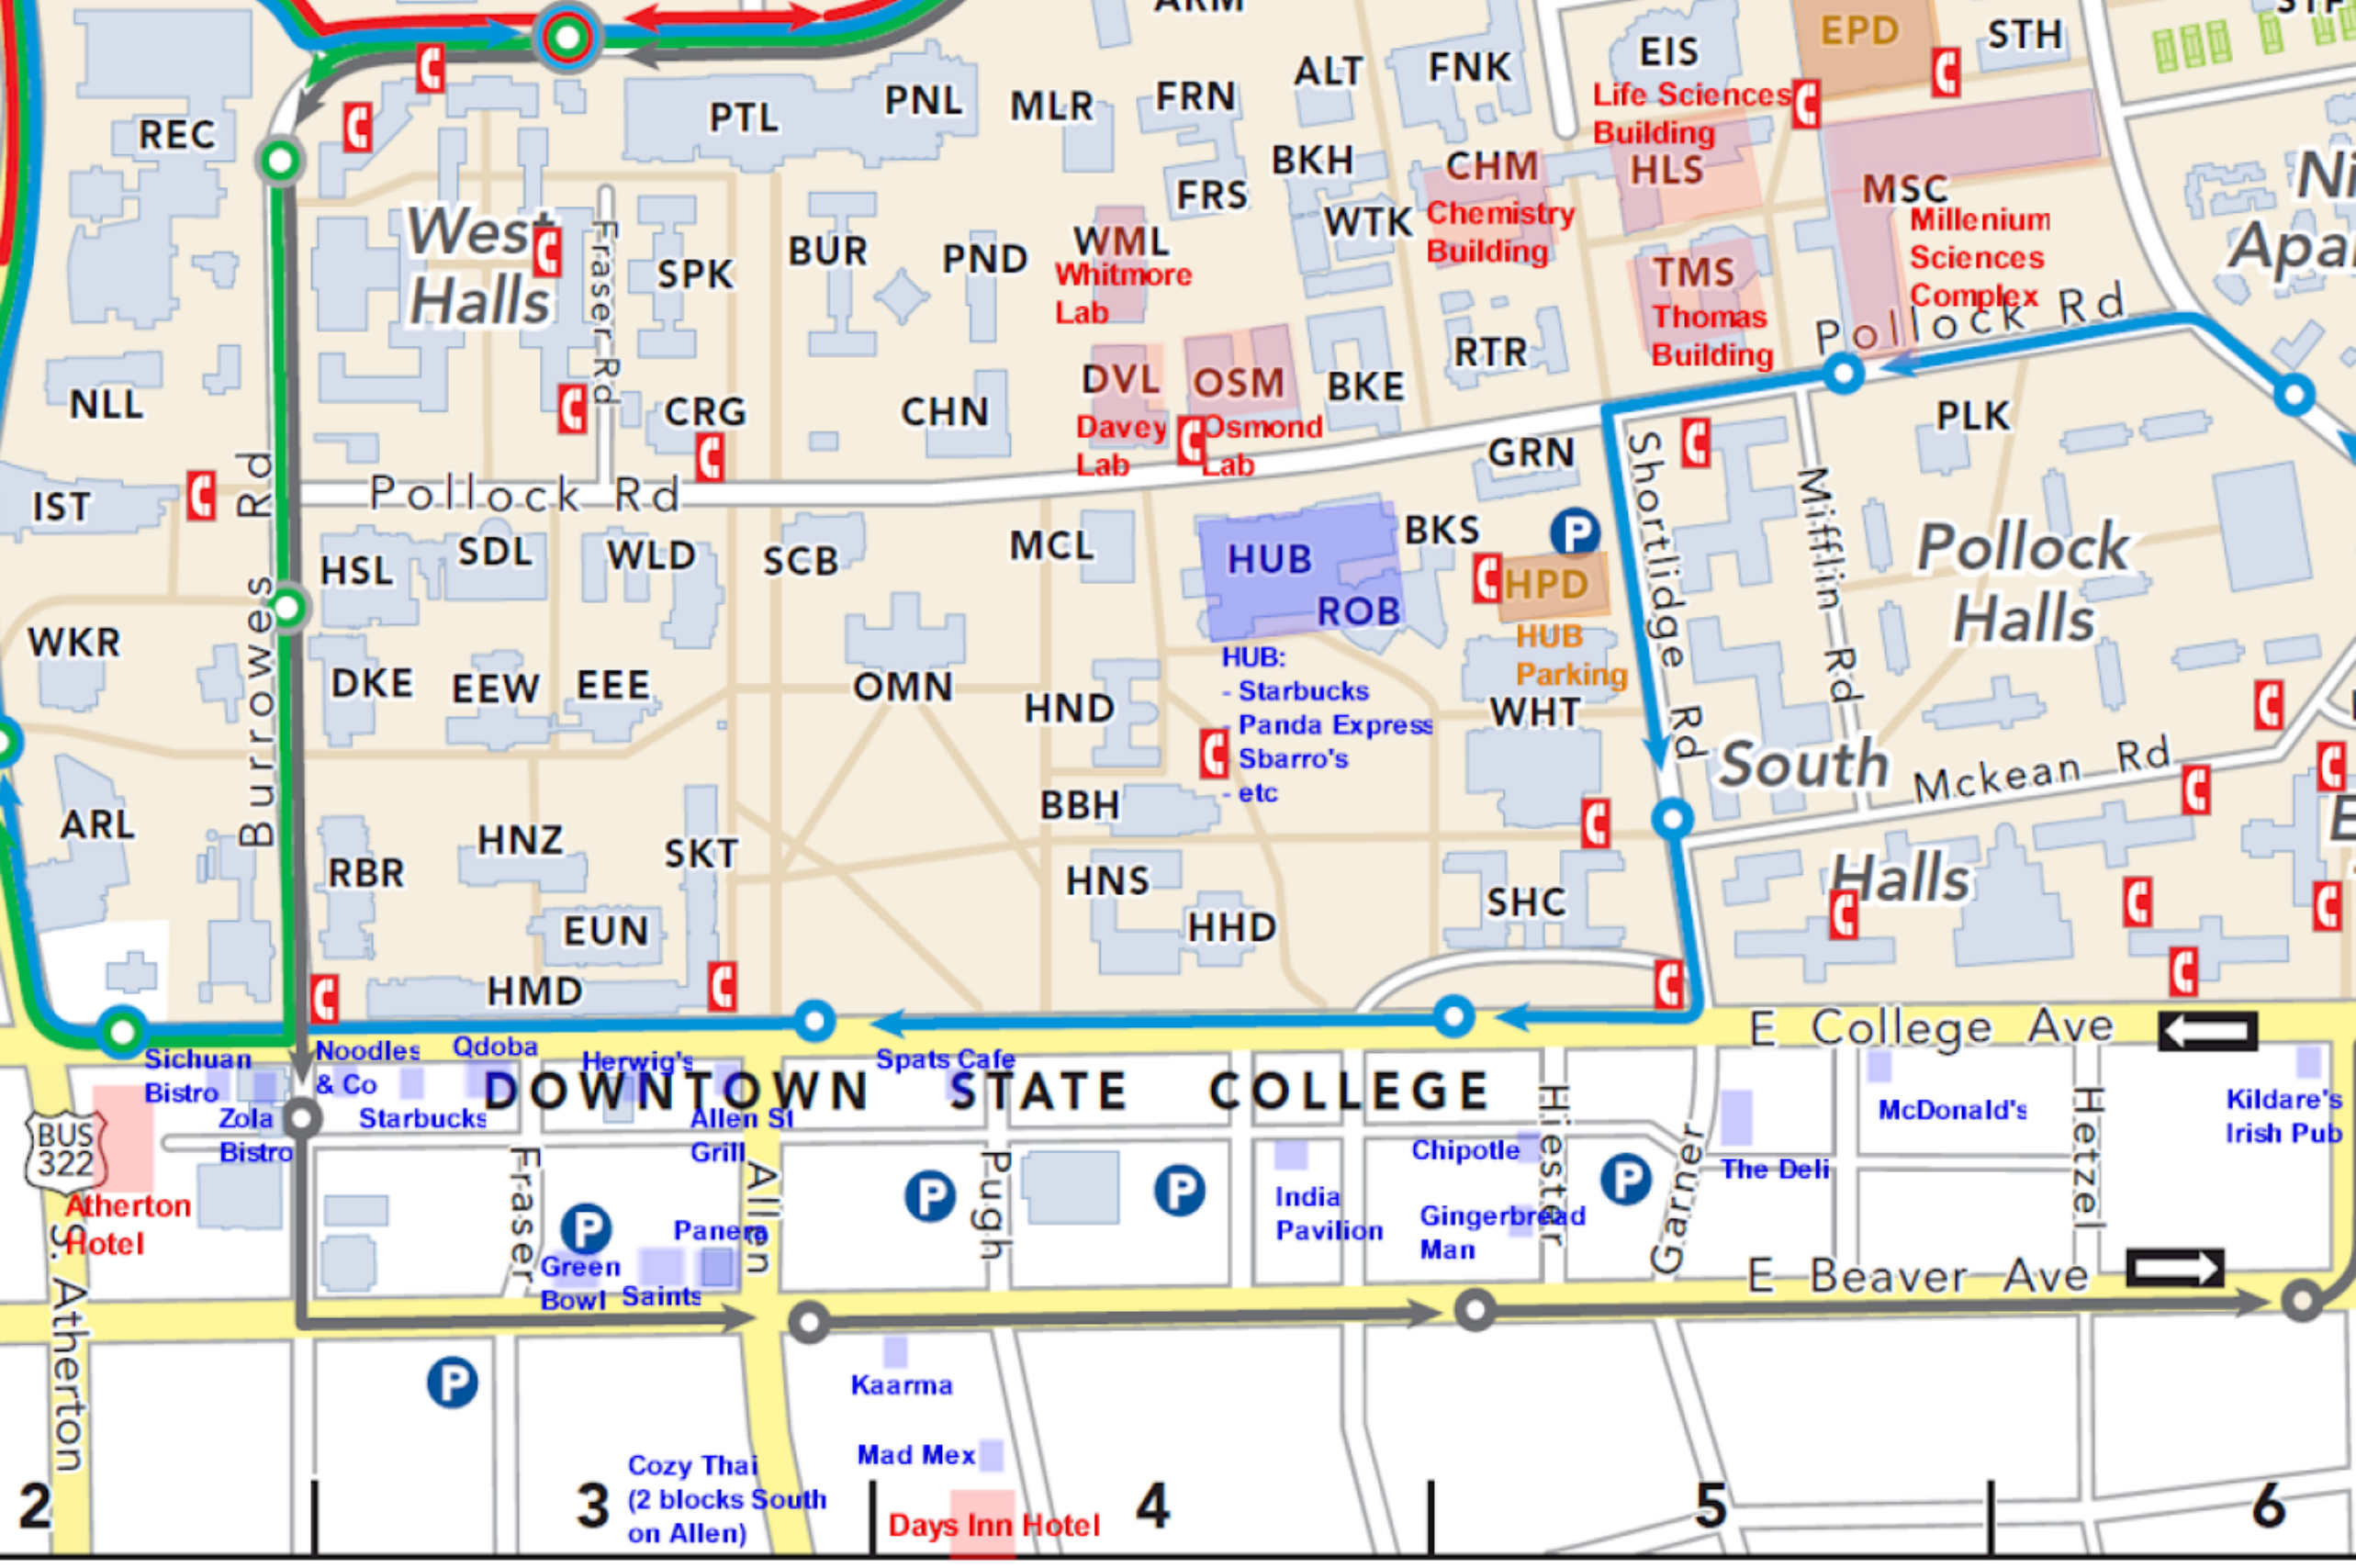 ARM
STH
EPD
EIS
FNK
ALT
Life Sciences
Building
REC
PTL
PNL
MLR
FRN
BKH
CHM
HLS
MSC
FRS
WTK
Chemistry
Building
Millenium
Sciences
Complex
West
Halls
Fraser Rd
SPK
BUR
PND
WML
Whitmore
Lab
TMS
Thomas
Building
Pollock Rd
NLL
CRG
CHN
DVL
Davey
Lab
OSM
Osmond
Lab
BKE
RTR
PLK
GRN
IST
Burrowes Rd
Pollock Rd
HSL
SDL
WLD
SCB
MCL
HUB
ROB
BKS
P
HPD
HUB
Parking
Shortlidge Rd
Mifflin Rd
Pollock
Halls
WKR
DKE
EEW
EEE
OMN
HND
HUB:
- Starbucks
- Panda Express
- Sbarro's
- etc
WHT
South
Halls
Mckean Rd
ARL
RBR
HNZ
SKT
BBH
HNS
HHD
SHC
EUN
HMD
E College Ave
Sichuan
Bistro
Noodles
& Co
Qdoba
Herwig's
Spats Cafe
DOWNTOWN STATE COLLEGE
Zola
Bistro
Starbucks
Allen St
Grill
Chipotle
The Deli
McDonald's
Kildare's
Irish Pub
BUS
322
Atherton
Hotel
S. Atherton
Fraser
Allen
Pugh
Hiester
Garner
Hetzel
P
P
P
P
India
Pavilion
Gingerbread
Man
Panera
Green
Bowl
Saints
E Beaver Ave
P
Kaarma
Mad Mex
Cozy Thai
(2 blocks South
on Allen)
Days Inn Hotel
2
3
4
5
6